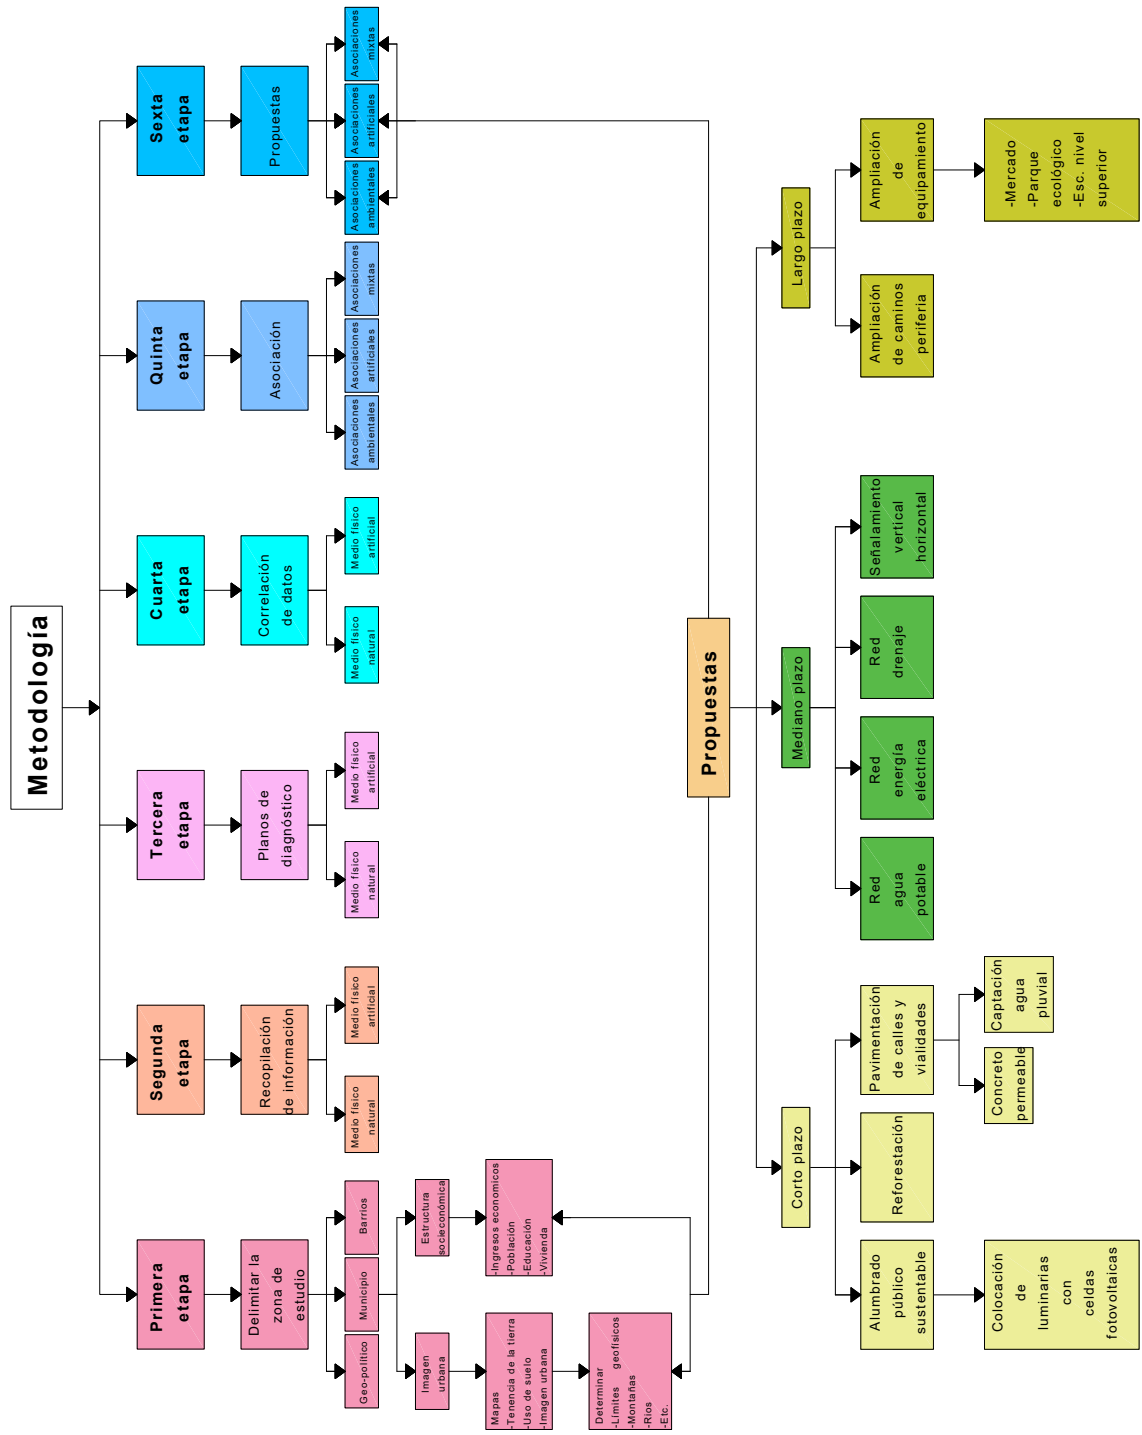 Metodología
Primera
etapa
Segunda
etapa
Tercera
etapa
Cuarta
etapa
Quinta
etapa
Sexta
etapa
Delimitar la
zona de
estudio
Recopilación
de información
Planos de
diagnóstico
Correlación
de datos
Asociación
Propuestas
Geo-político
Municipio
Barrios
Medio físico
natural
Medio físico
artificial
Medio físico
natural
Medio físico
artificial
Medio físico
natural
Medio físico
artificial
Asociaciones
ambientales
Asociaciones
artificiales
Asociaciones
mixtas
Asociaciones
ambientales
Asociaciones
artificiales
Asociaciones
mixtas
Imagen
urbana
Estructura
socieconómica
Mapas
-Tenencia de la tierra
-Uso de suelo
-Imagen urbana
-Ingresos economicos
-Población
-Educación
-Vivienda
Determinar
-Límites geofísicos
-Montañas
-Rios
-Etc.
Propuestas
Corto plazo
Mediano plazo
Largo plazo
Alumbrado
público
sustentable
Reforestación
Pavimentación
de calles y
vialidades
Red
agua
potable
Red
energía
eléctrica
Red
drenaje
Señalamiento
vertical
horizontal
Ampliación
de caminos
periferia
Ampliación
de
equipamiento
Colocación
de
luminarias
con
celdas
fotovoltaicas
Concreto
permeable
Captación
agua
pluvial
-Mercado
-Parque
ecológico
-Esc. nivel
superior